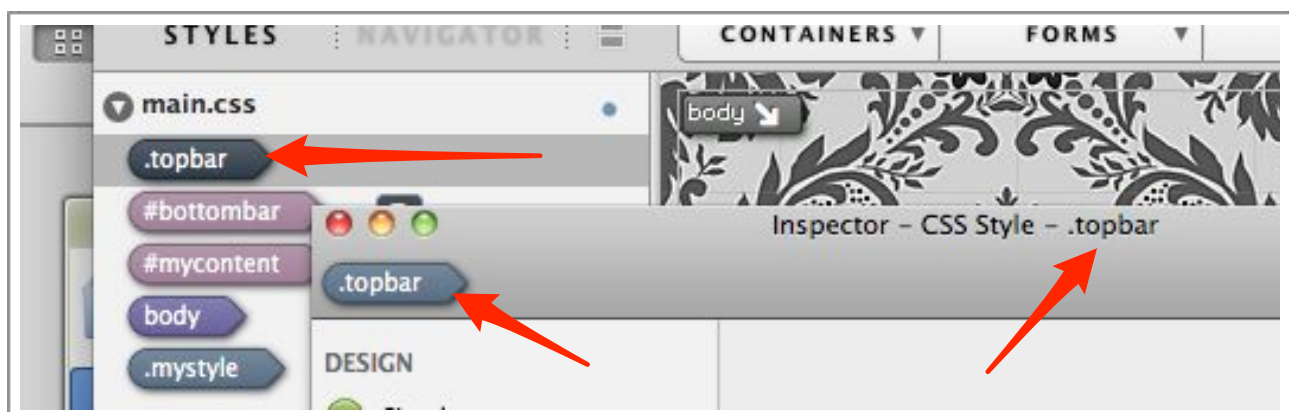 STYLES NAVIGATOR CONTAINERS FORMS
main.css
body
.topbar
#bottombar
Inspector – CSS Style – .topbar
#mycontent
.topbar
body
.mystyle
DESIGN